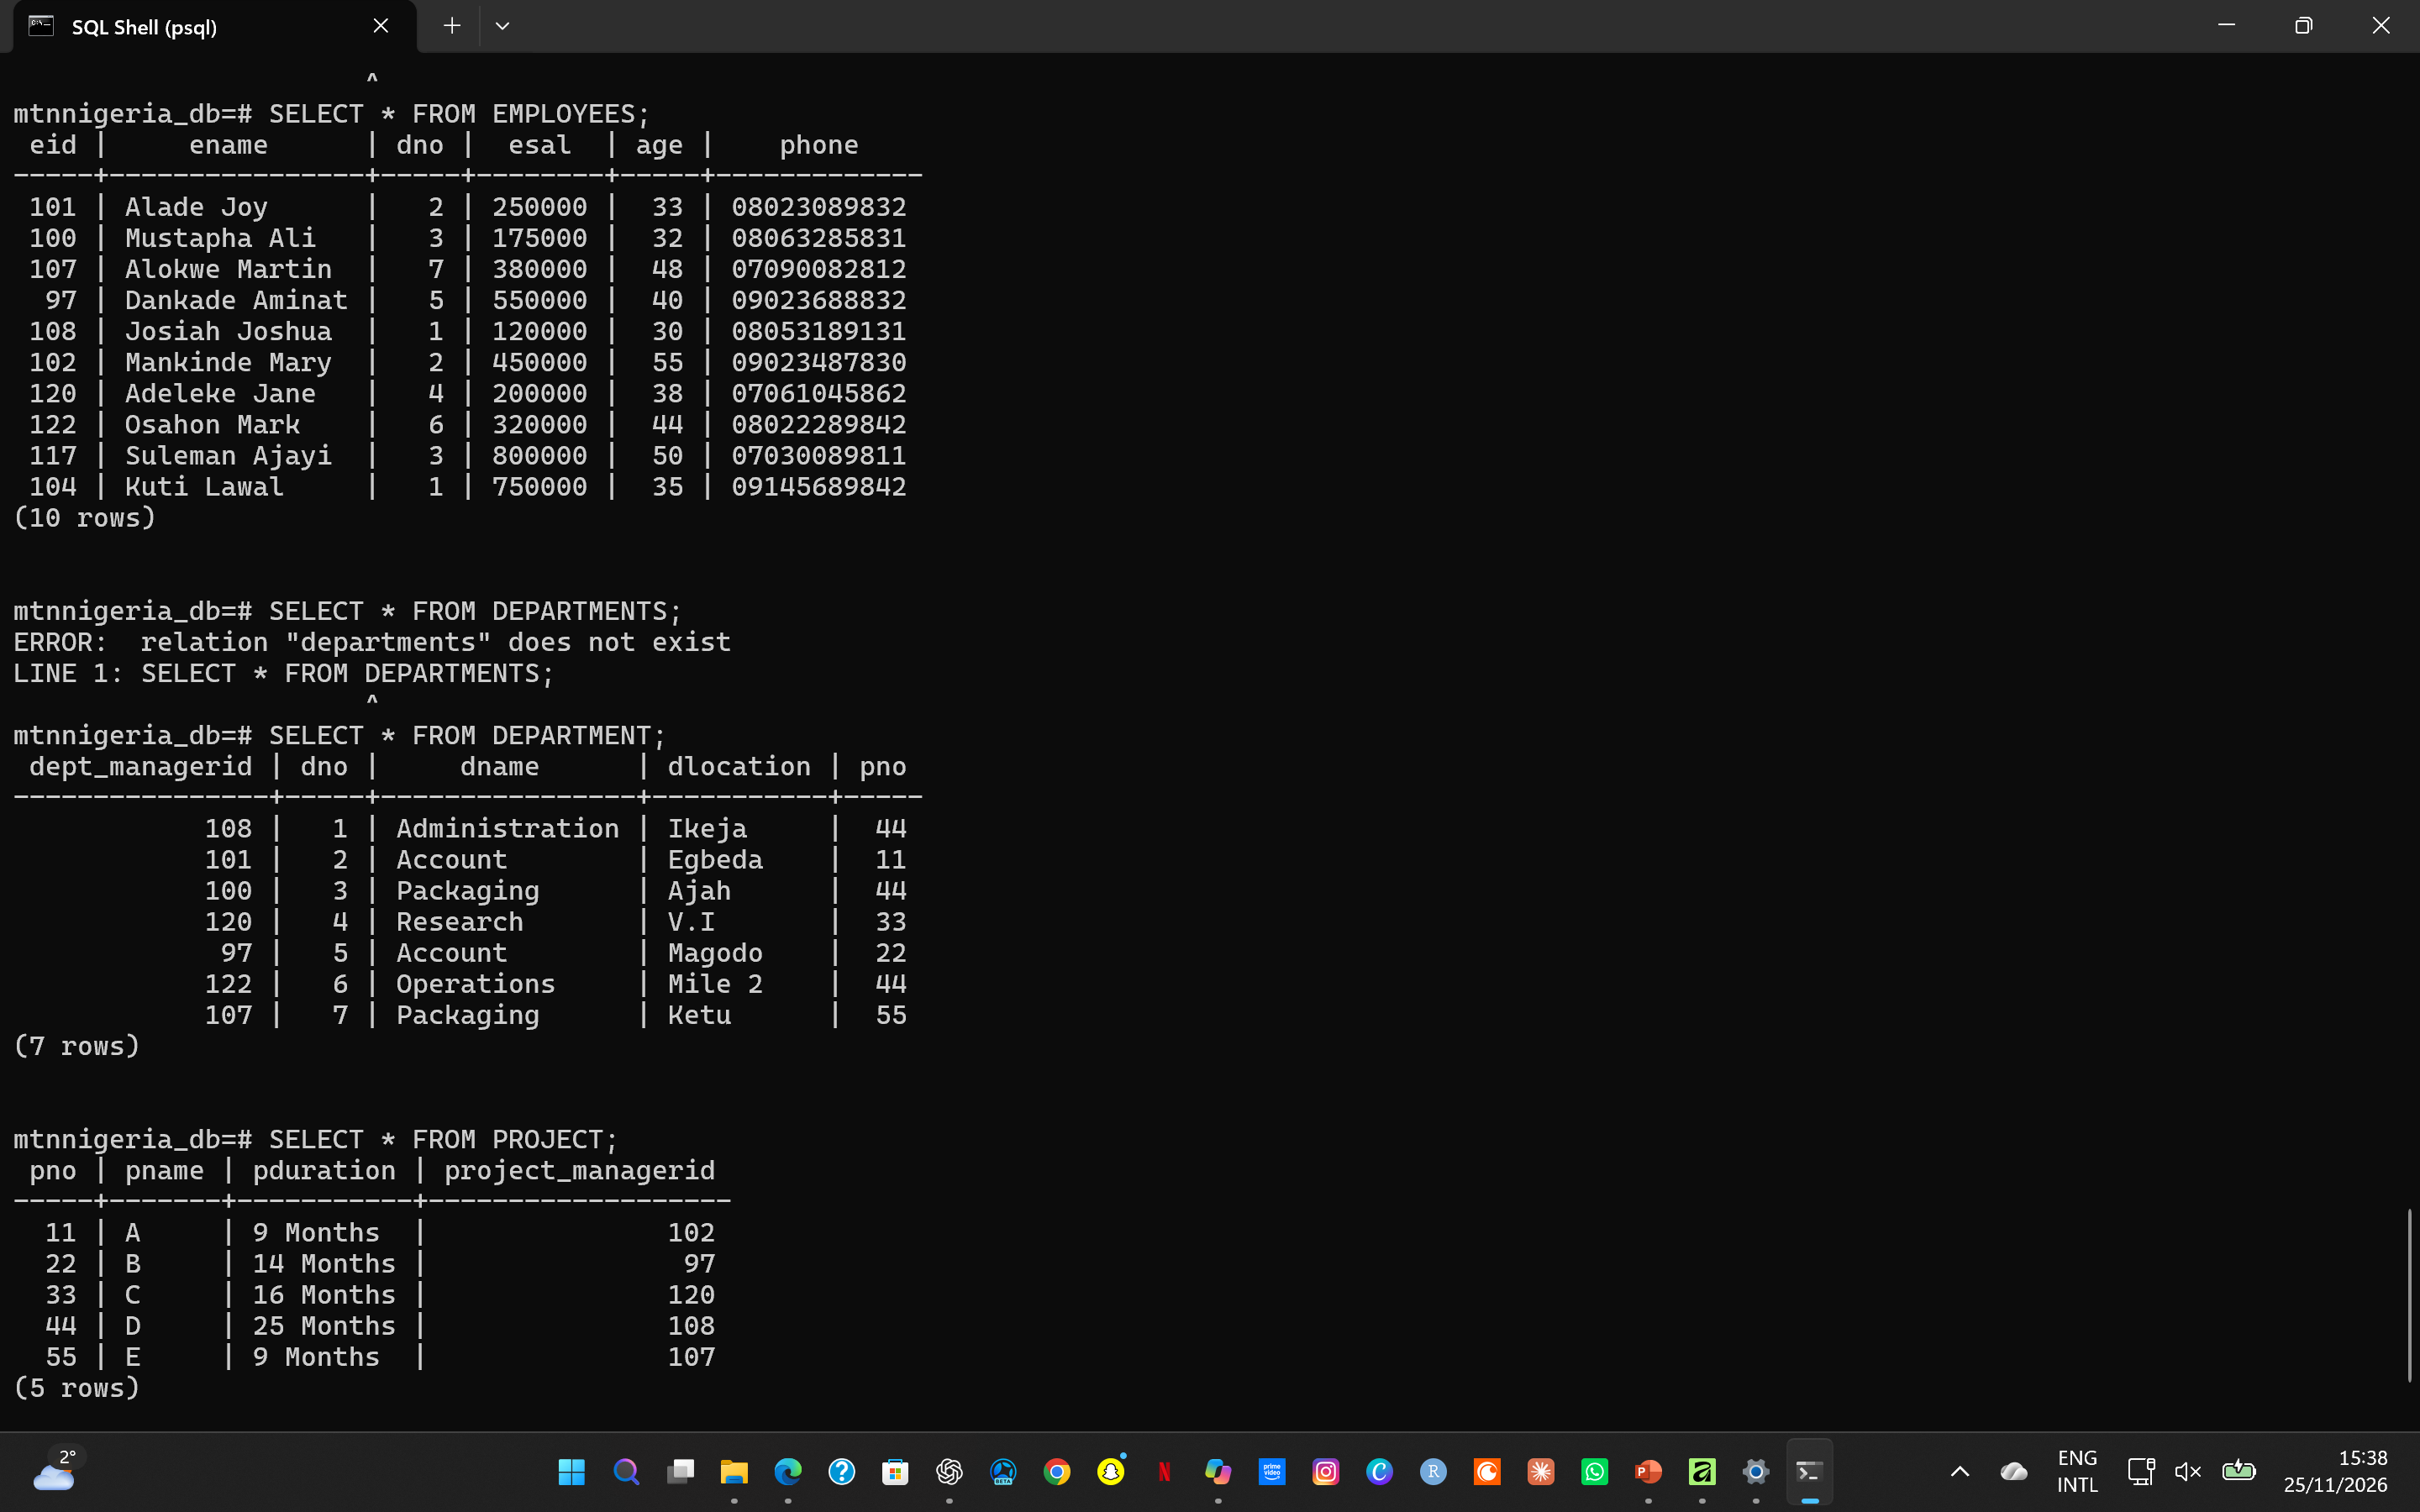 SQL Shell (psql)
^
mtnnigeria_db=# SELECT * FROM EMPLOYEES;
 eid |     ename      | dno |  esal  | age |    phone
-----+----------------+-----+--------+-----+-------------
 101 | Alade Joy      |   2 | 250000 |  33 | 08023089832
 100 | Mustapha Ali   |   3 | 175000 |  32 | 08063285831
 107 | Alokwe Martin  |   7 | 380000 |  48 | 07090082812
  97 | Dankade Aminat |   5 | 550000 |  40 | 09023688832
 108 | Josiah Joshua  |   1 | 120000 |  30 | 08053189131
 102 | Mankinde Mary  |   2 | 450000 |  55 | 09023487830
 120 | Adeleke Jane   |   4 | 200000 |  38 | 07061045862
 122 | Osahon Mark    |   6 | 320000 |  44 | 08022289842
 117 | Suleman Ajayi  |   3 | 800000 |  50 | 07030089811
 104 | Kuti Lawal     |   1 | 750000 |  35 | 09145689842
(10 rows)
mtnnigeria_db=# SELECT * FROM DEPARTMENTS;
ERROR:  relation "departments" does not exist
LINE 1: SELECT * FROM DEPARTMENTS;
                      ^
mtnnigeria_db=# SELECT * FROM DEPARTMENT;
 dept_managerid | dno |     dname      | dlocation | pno
----------------+-----+----------------+-----------+-----
            108 |   1 | Administration | Ikeja     |  44
            101 |   2 | Account        | Egbeda    |  11
            100 |   3 | Packaging      | Ajah      |  44
            120 |   4 | Research       | V.I       |  33
             97 |   5 | Account        | Magodo    |  22
            122 |   6 | Operations     | Mile 2    |  44
            107 |   7 | Packaging      | Ketu      |  55
(7 rows)
mtnnigeria_db=# SELECT * FROM PROJECT;
 pno | pname | pduration | project_managerid
-----+-------+-----------+-------------------
  11 | A     | 9 Months  |               102
  22 | B     | 14 Months |                97
  33 | C     | 16 Months |               120
  44 | D     | 25 Months |               108
  55 | E     | 9 Months  |               107
(5 rows)
2°
BETA
N
prime video
C
R
P
a
ENG
INTL
15:38
25/11/2026